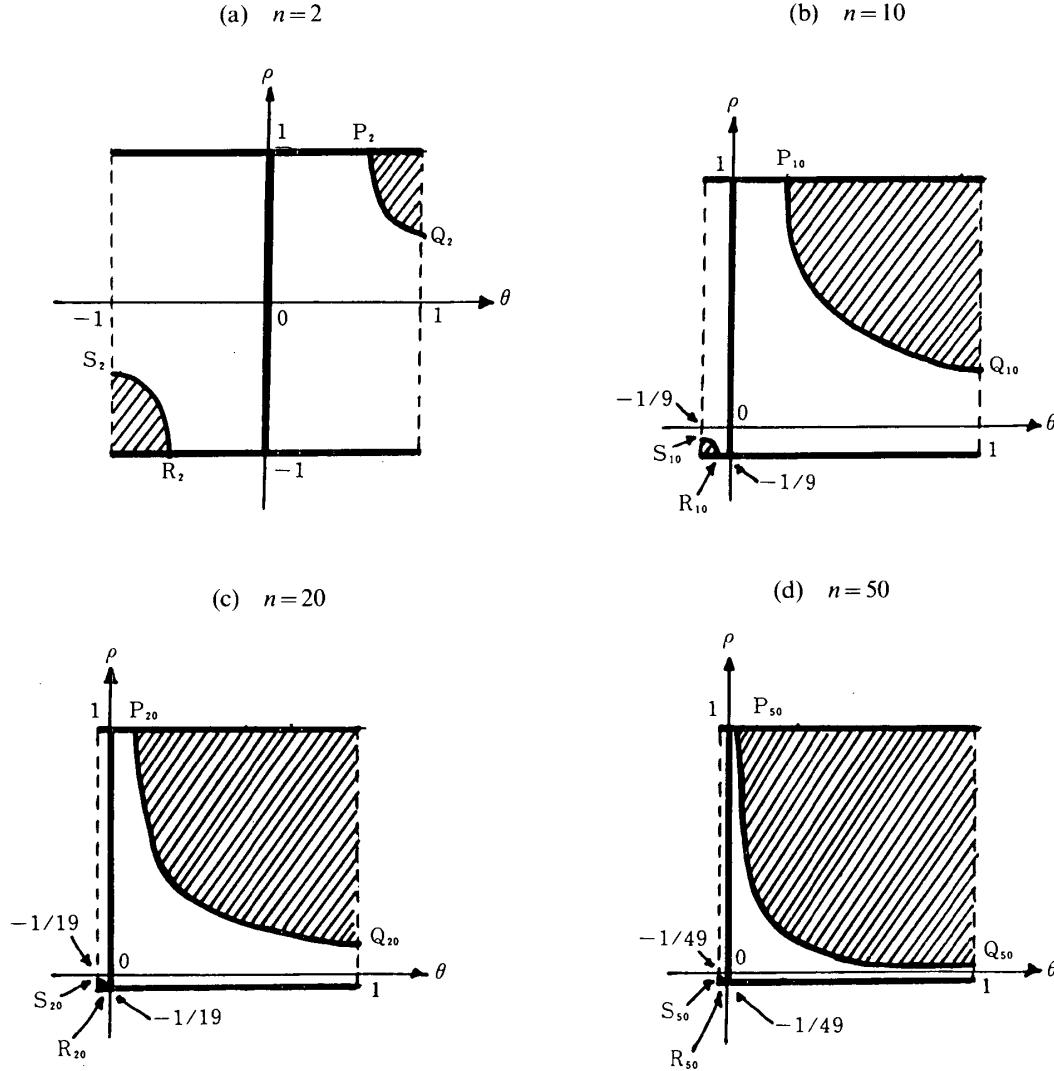 (a) n=2
ρ
1
P₂
Q₂
θ
−1
0
1
S₂
R₂
−1
(b) n=10
ρ
1
P₁₀
Q₁₀
−1/9
0
θ
S₁₀
1
−1/9
R₁₀
(c) n=20
ρ
1
P₂₀
Q₂₀
−1/19
0
θ
S₂₀
1
−1/19
R₂₀
(d) n=50
ρ
1
P₅₀
Q₅₀
−1/49
0
θ
S₅₀
1
−1/49
R₅₀